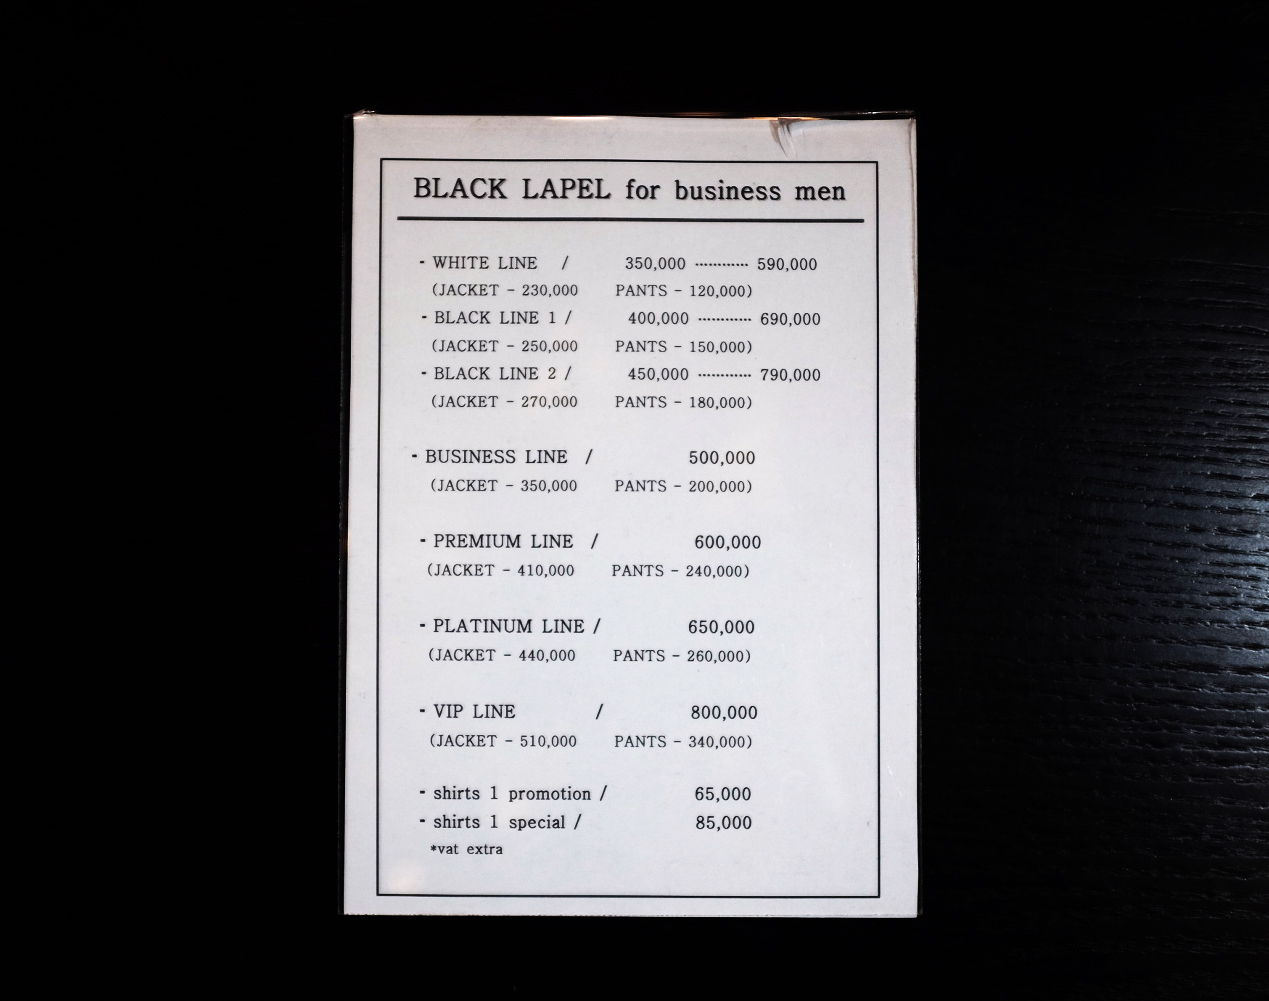 BLACK LAPEL for business men
- WHITE LINE / 350,000 ············ 590,000
(JACKET - 230,000 PANTS - 120,000)
- BLACK LINE 1 / 400,000 ············ 690,000
(JACKET - 250,000 PANTS - 150,000)
- BLACK LINE 2 / 450,000 ············ 790,000
(JACKET - 270,000 PANTS - 180,000)
- BUSINESS LINE / 500,000
(JACKET - 350,000 PANTS - 200,000)
- PREMIUM LINE / 600,000
(JACKET - 410,000 PANTS - 240,000)
- PLATINUM LINE / 650,000
(JACKET - 440,000 PANTS - 260,000)
- VIP LINE / 800,000
(JACKET - 510,000 PANTS - 340,000)
- shirts 1 promotion / 65,000
- shirts 1 special / 85,000
*vat extra